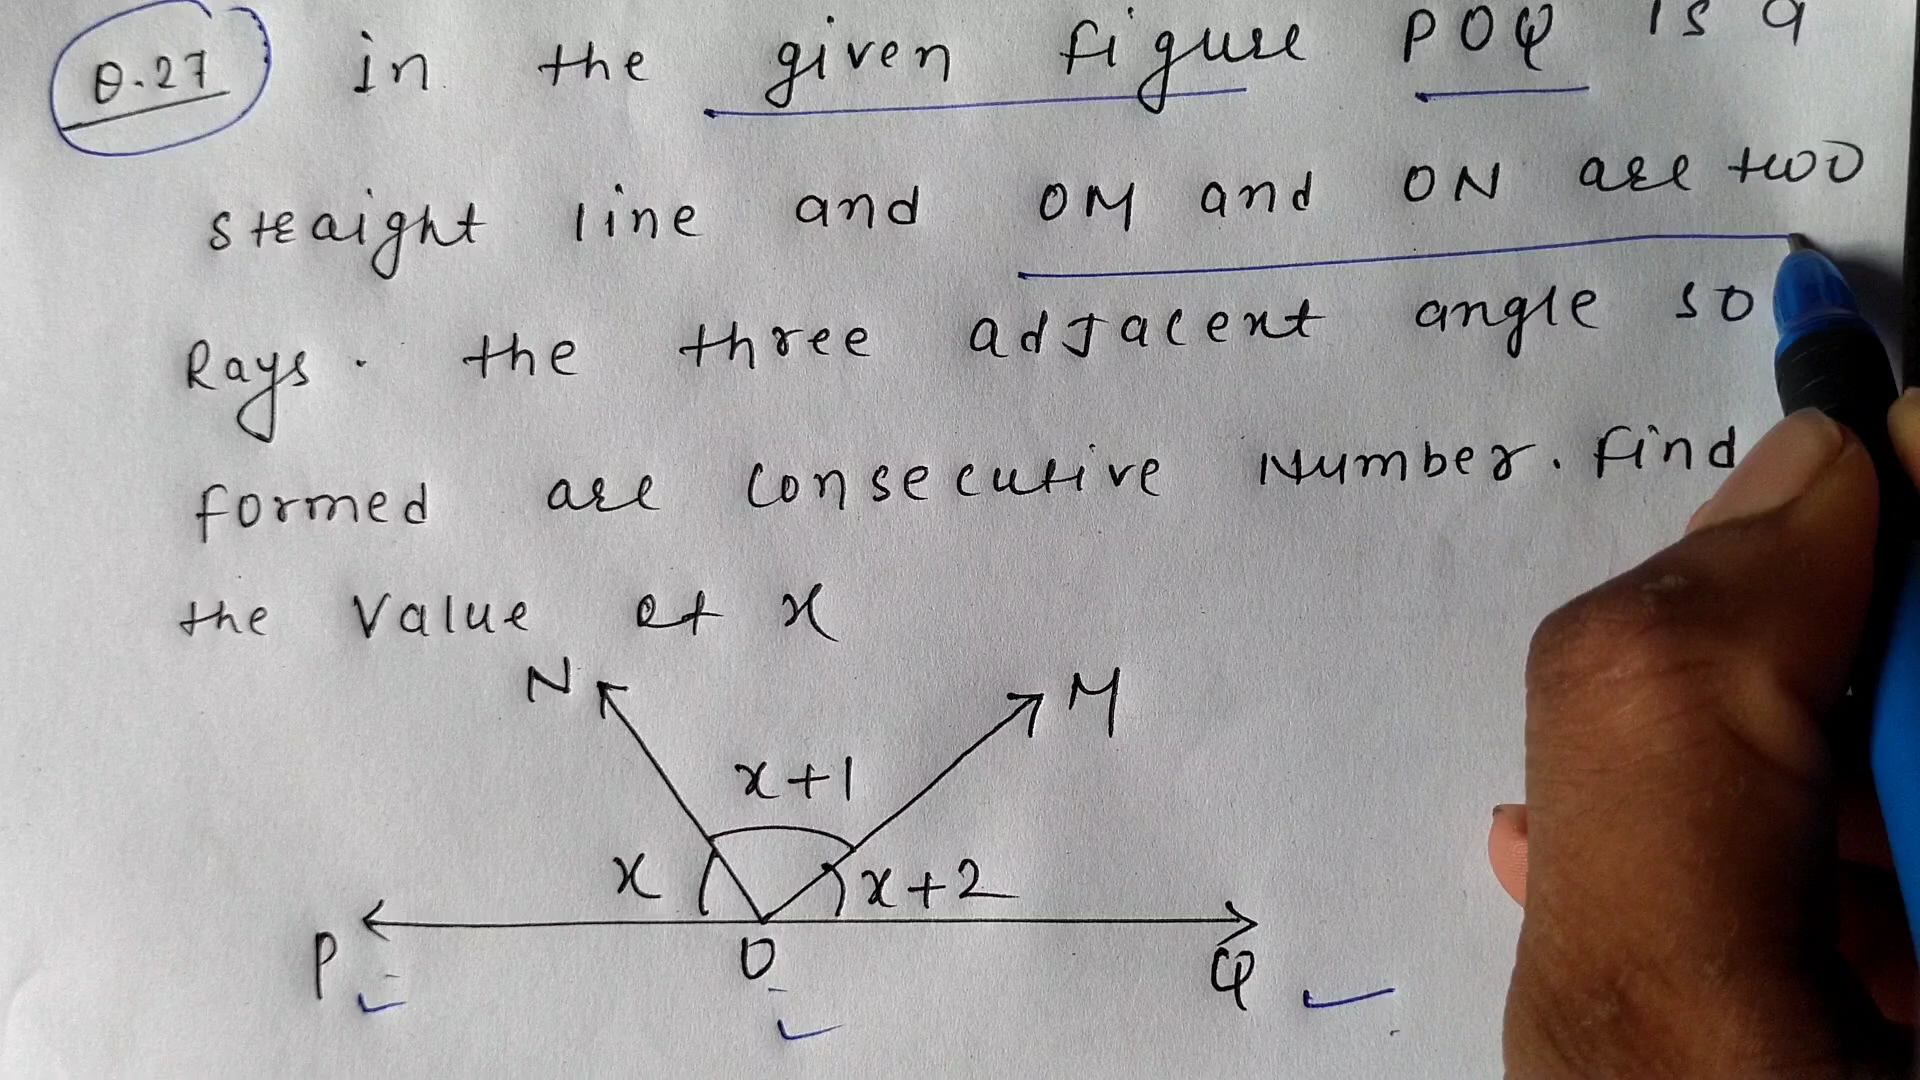 Q.27 in the given figure POQ is a
straight line and OM and ON are two
Rays. the three adjacent angle so
formed are consecutive Number. find
the value of x
N
M
x+1
x
x+2
P
O
Q